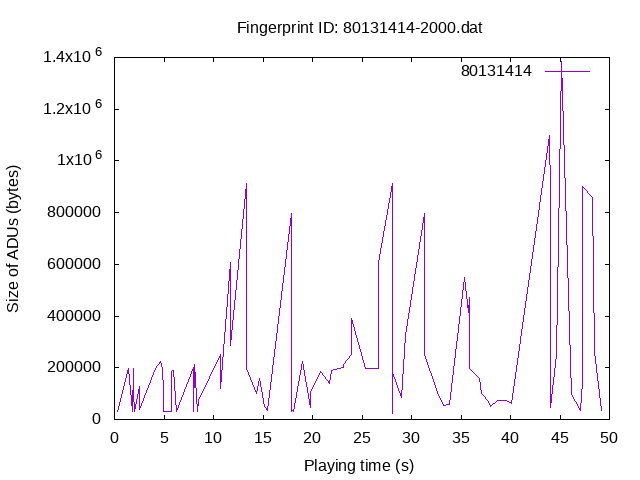 Fingerprint ID: 80131414-2000.dat
1.4x10^6
80131414
1.2x10^6
1x10^6
800000
600000
400000
200000
0
Size of ADUs (bytes)
0 5 10 15 20 25 30 35 40 45 50
Playing time (s)